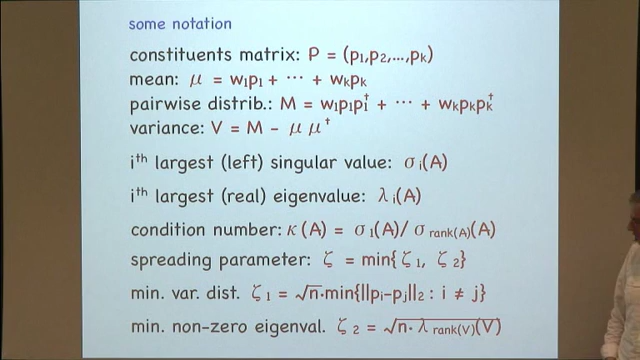 some notation
constituents matrix: P = (p₁,p₂,...,pₖ)
mean: μ = w₁p₁ + ··· + wₖpₖ
pairwise distrib.: M = w₁p₁p₁† + ··· + wₖpₖpₖ†
variance: V = M - μ μ†
iᵗʰ largest (left) singular value: σᵢ(A)
iᵗʰ largest (real) eigenvalue: λᵢ(A)
condition number: κ(A) = σ₁(A)/ σ_rank(A)(A)
spreading parameter: ζ = min{ζ₁, ζ₂}
min. var. dist. ζ₁ = √n·min{||pᵢ-pⱼ||₂ : i ≠ j}
min. non-zero eigenval. ζ₂ = √(n· λ_rank(V)(V))